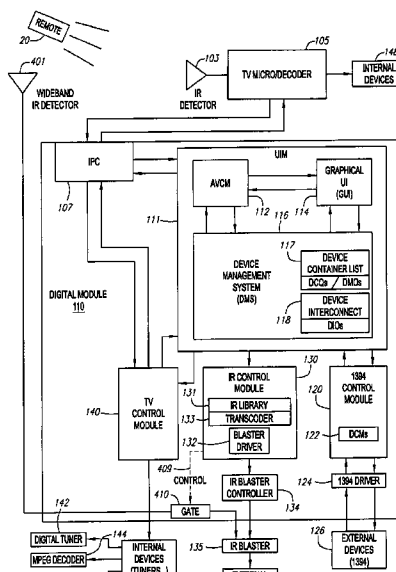 REMOTE
20
401
WIDEBAND
IR DETECTOR
103
IR
DETECTOR
105
TV MICRO/DECODER
148
INTERNAL
DEVICES
IPC
107
UIM
AVCM
112
GRAPHICAL
UI
(GUI)
114
111
116
DEVICE
MANAGEMENT
SYSTEM
(DMS)
117
DEVICE
CONTAINER LIST
DCOs / DMOs
118
DEVICE
INTERCONNECT
DIOs
DIGITAL MODULE 110
130
IR CONTROL
MODULE
131
IR LIBRARY
133
TRANSCODER
BLASTER
DRIVER
132
1394
CONTROL
MODULE
120
DCMs
122
TV
CONTROL
MODULE
140
409
CONTROL
410
GATE
IR BLASTER
CONTROLLER
134
124
1394 DRIVER
142
DIGITAL TUNER
144
MPEG DECODER
INTERNAL
DEVICES
(TUNERS,
135
IR BLASTER
126
EXTERNAL
DEVICES
(1394)